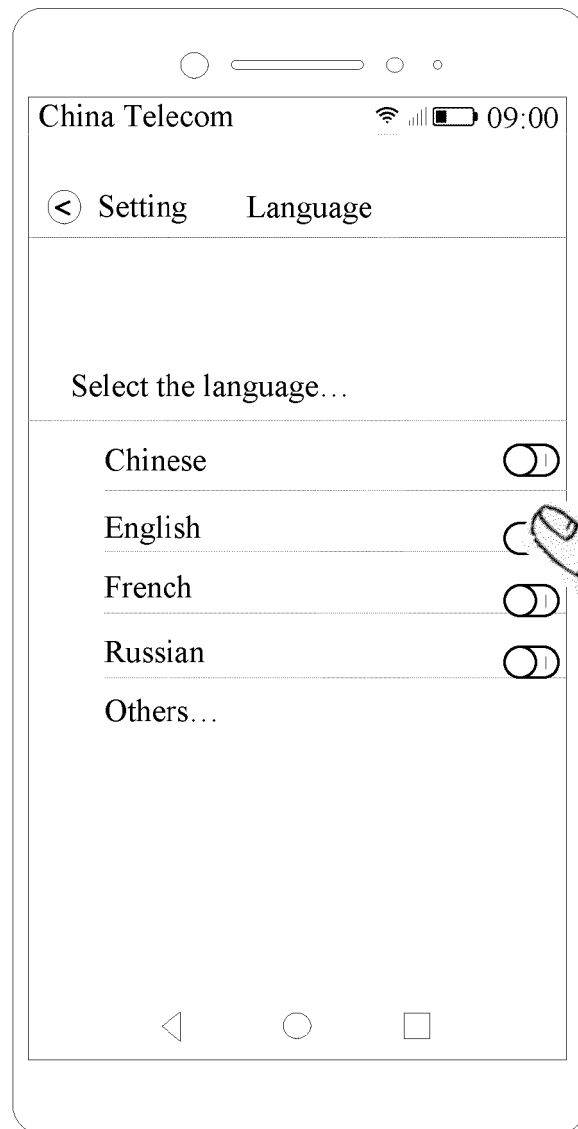 China Telecom 09:00
< Setting Language
Select the language…
Chinese
English
French
Russian
Others…